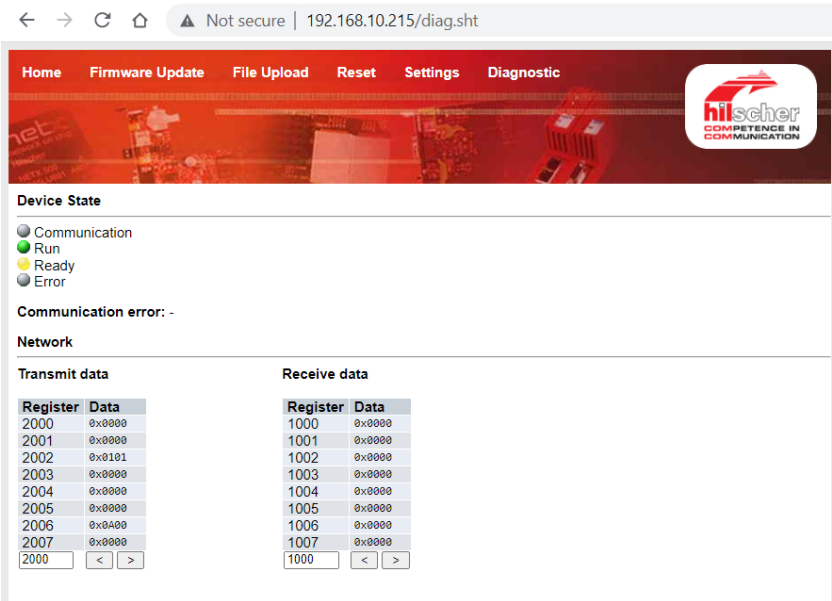 Not secure | 192.168.10.215/diag.sht
Home Firmware Update File Upload Reset Settings Diagnostic
hilscher
COMPETENCE IN
COMMUNICATION
Device State
Communication
Run
Ready
Error
Communication error: -
Network
Transmit data Receive data
Register Data Register Data
2000 0x0000 1000 0x0000
2001 0x0000 1001 0x0000
2002 0x0101 1002 0x0000
2003 0x0000 1003 0x0000
2004 0x0000 1004 0x0000
2005 0x0000 1005 0x0000
2006 0x0A00 1006 0x0000
2007 0x0000 1007 0x0000
2000 < > 1000 < >